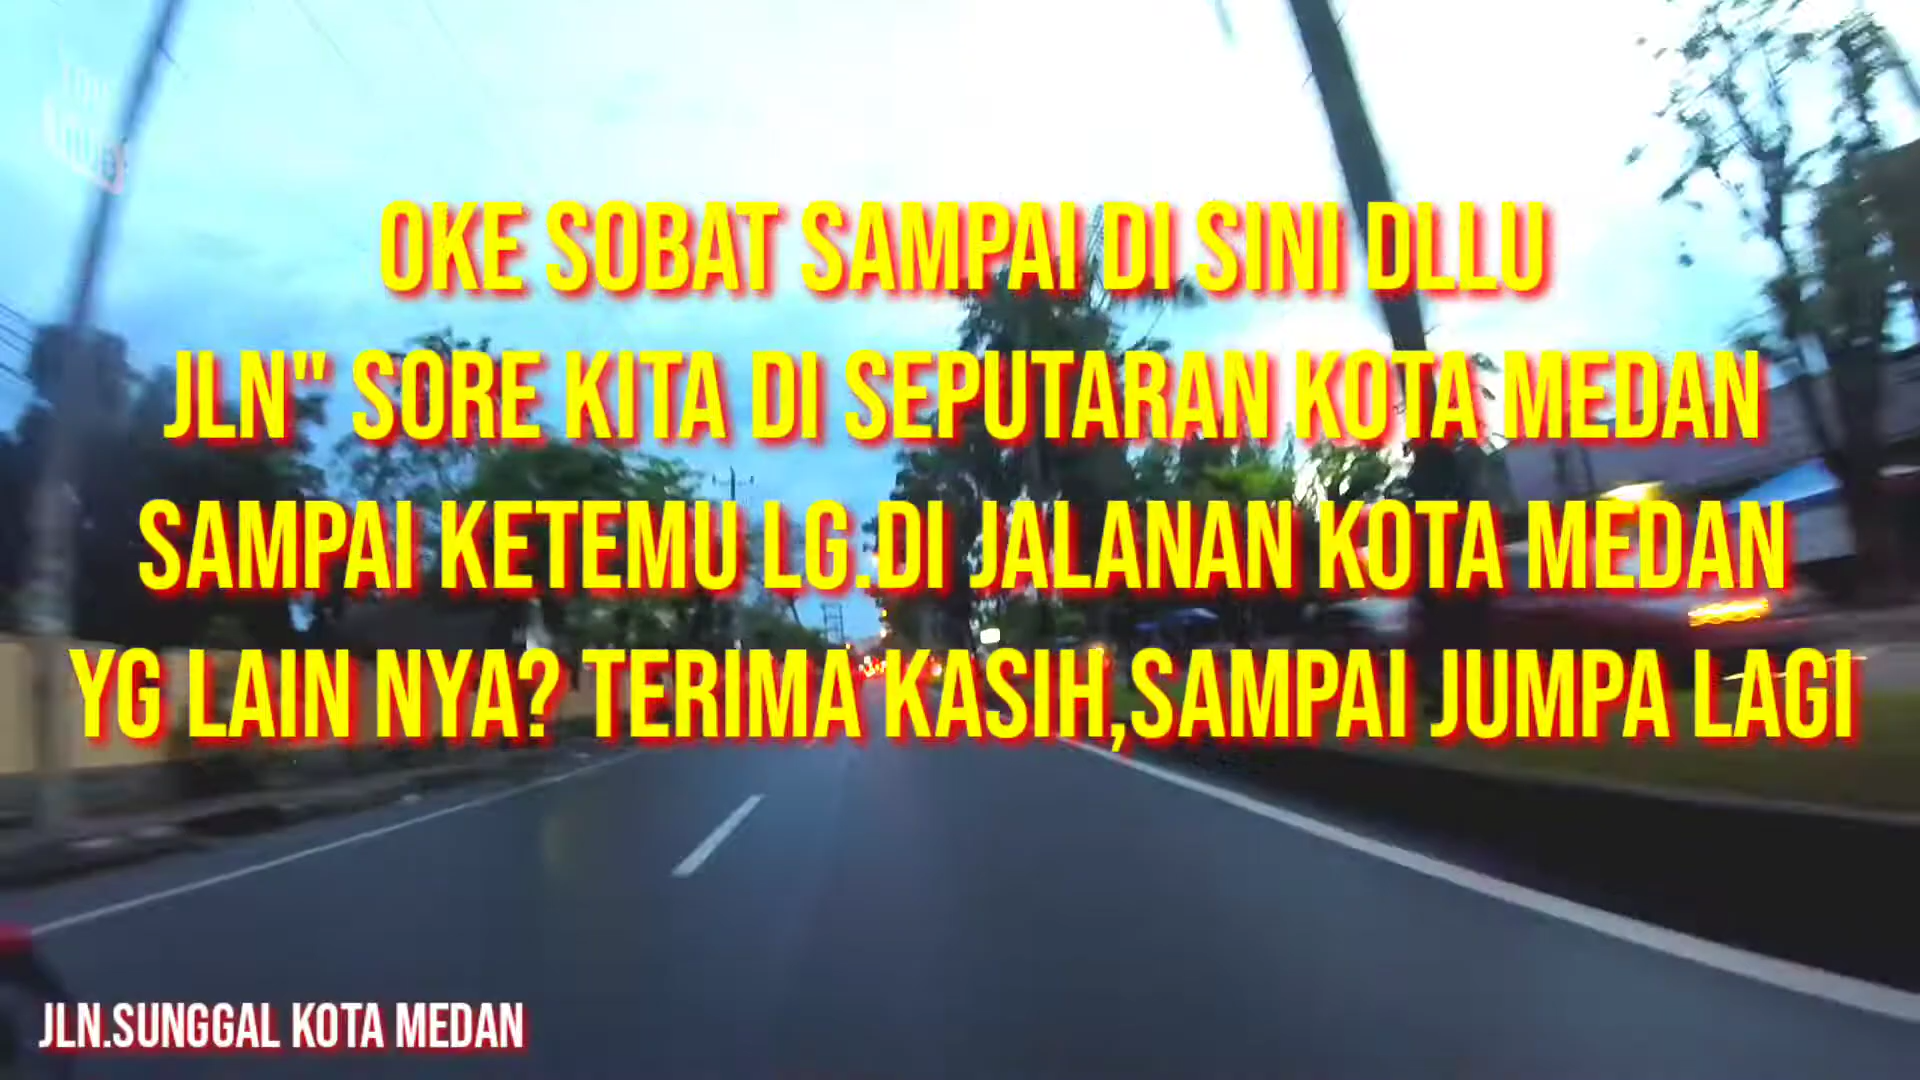 OKE SOBAT SAMPAI DI SINI DLLU
JLN" SORE KITA DI SEPUTARAN KOTA MEDAN
SAMPAI KETEMU LG.DI JALANAN KOTA MEDAN
YG LAIN NYA? TERIMA KASIH,SAMPAI JUMPA LAGI
JLN.SUNGGAL KOTA MEDAN